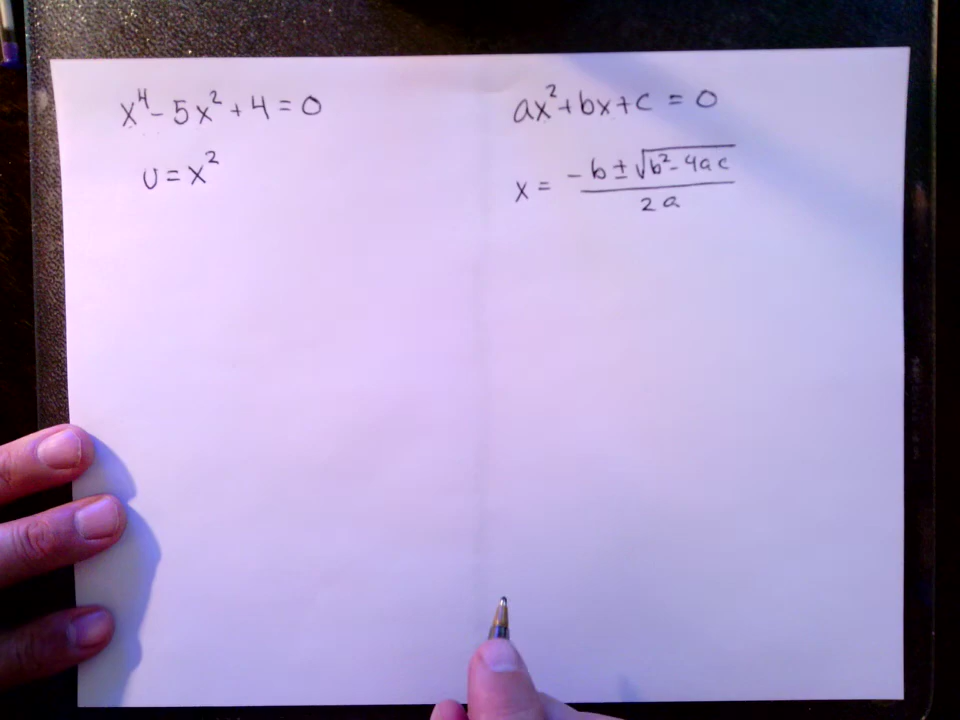 x⁴ - 5x² + 4 = 0
u = x²
ax² + bx + c = 0
x = (-b ± √(b² - 4ac)) / 2a